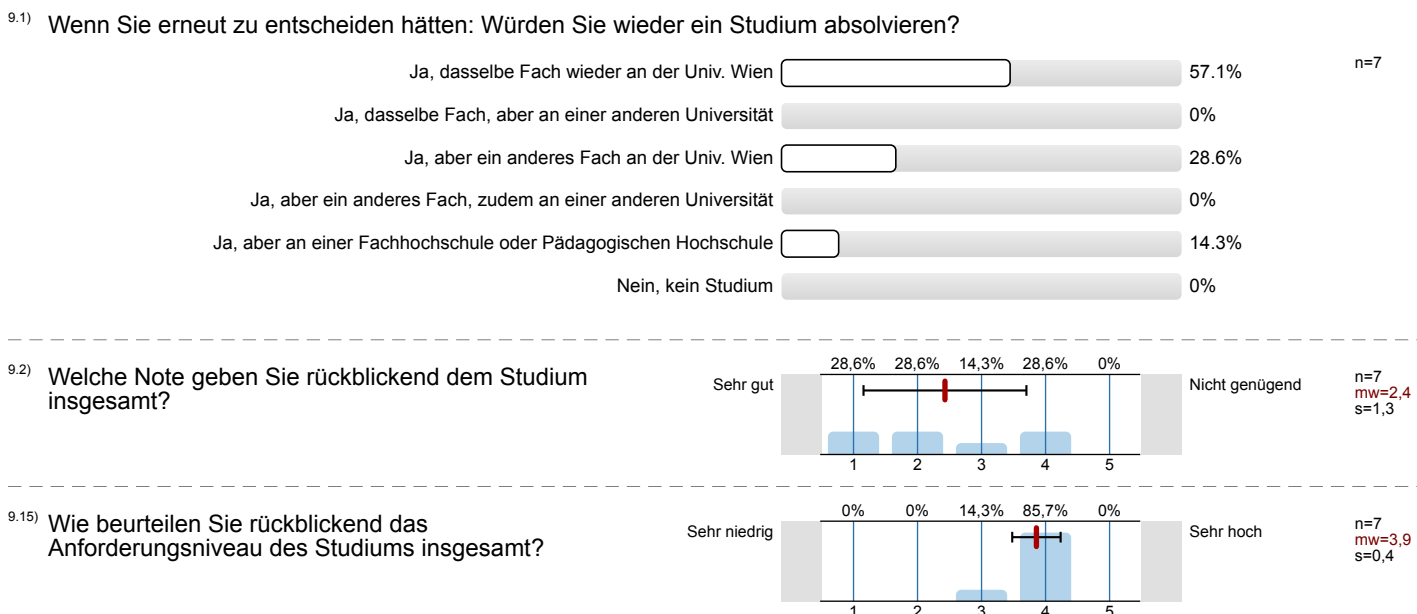 9.1) Wenn Sie erneut zu entscheiden hätten: Würden Sie wieder ein Studium absolvieren?
Ja, dasselbe Fach wieder an der Univ. Wien 57.1% n=7
Ja, dasselbe Fach, aber an einer anderen Universität 0%
Ja, aber ein anderes Fach an der Univ. Wien 28.6%
Ja, aber ein anderes Fach, zudem an einer anderen Universität 0%
Ja, aber an einer Fachhochschule oder Pädagogischen Hochschule 14.3%
Nein, kein Studium 0%
9.2) Welche Note geben Sie rückblickend dem Studium
insgesamt?
28,6% 28,6% 14,3% 28,6% 0%
Sehr gut Nicht genügend
1 2 3 4 5
n=7
mw=2,4
s=1,3
9.15) Wie beurteilen Sie rückblickend das
Anforderungsniveau des Studiums insgesamt?
0% 0% 14,3% 85,7% 0%
Sehr niedrig Sehr hoch
1 2 3 4 5
n=7
mw=3,9
s=0,4